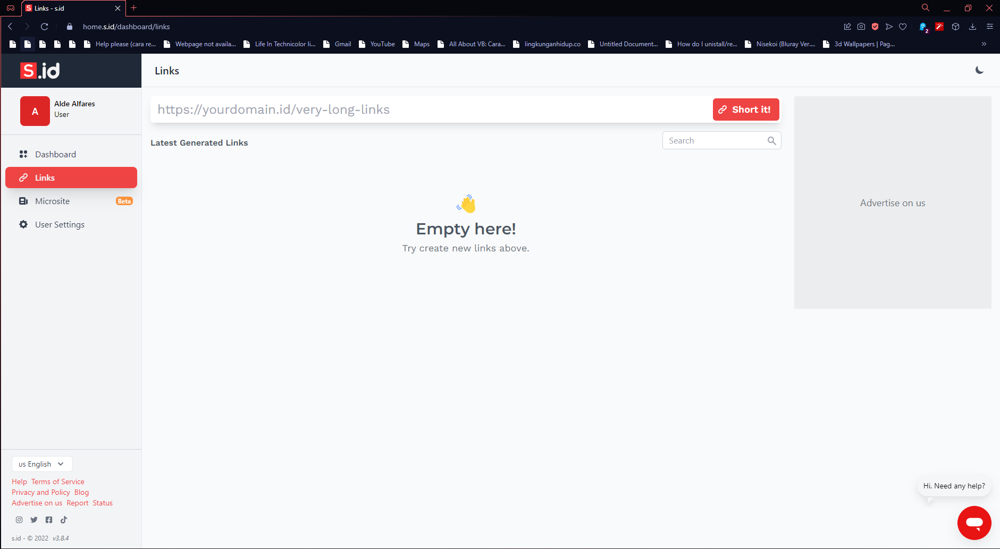 Links - s.id
home.s.id/dashboard/links
2
Help please (cara re...
Webpage not availa...
Life In Technicolor li...
Gmail
YouTube
Maps
All About VB: Cara...
lingkunganhidup.co
Untitled Document...
How do I unistall/re...
Nisekoi (Bluray Ver....
3d Wallpapers | Pag...
S.id
Links
A
Alde Alfares
User
https://yourdomain.id/very-long-links
Short it!
Latest Generated Links
Search
Dashboard
Links
Microsite
Beta
User Settings
Empty here!
Try create new links above.
Advertise on us
us English
Help Terms of Service
Privacy and Policy Blog
Advertise on us Report Status
s.id - © 2022 v3.8.4
Hi. Need any help?